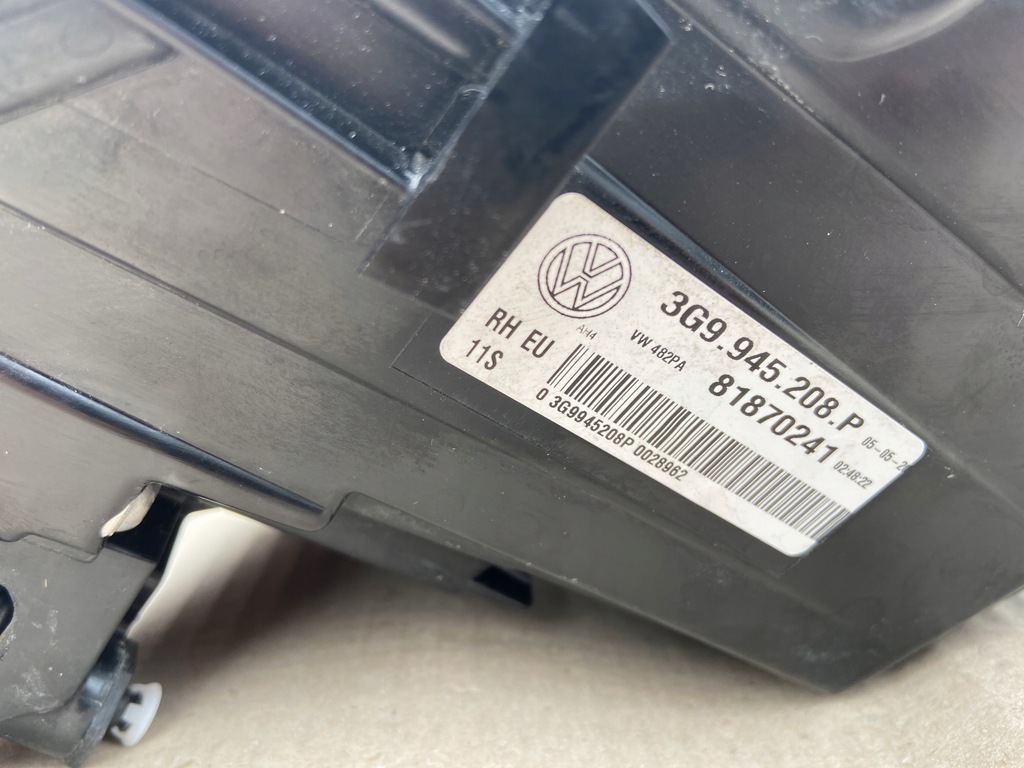 3G9.945.208.P
AH4
VW 482PA
81870241
05-05-2
02:48:22
RH EU
11S
0 3G9945208P 0028962